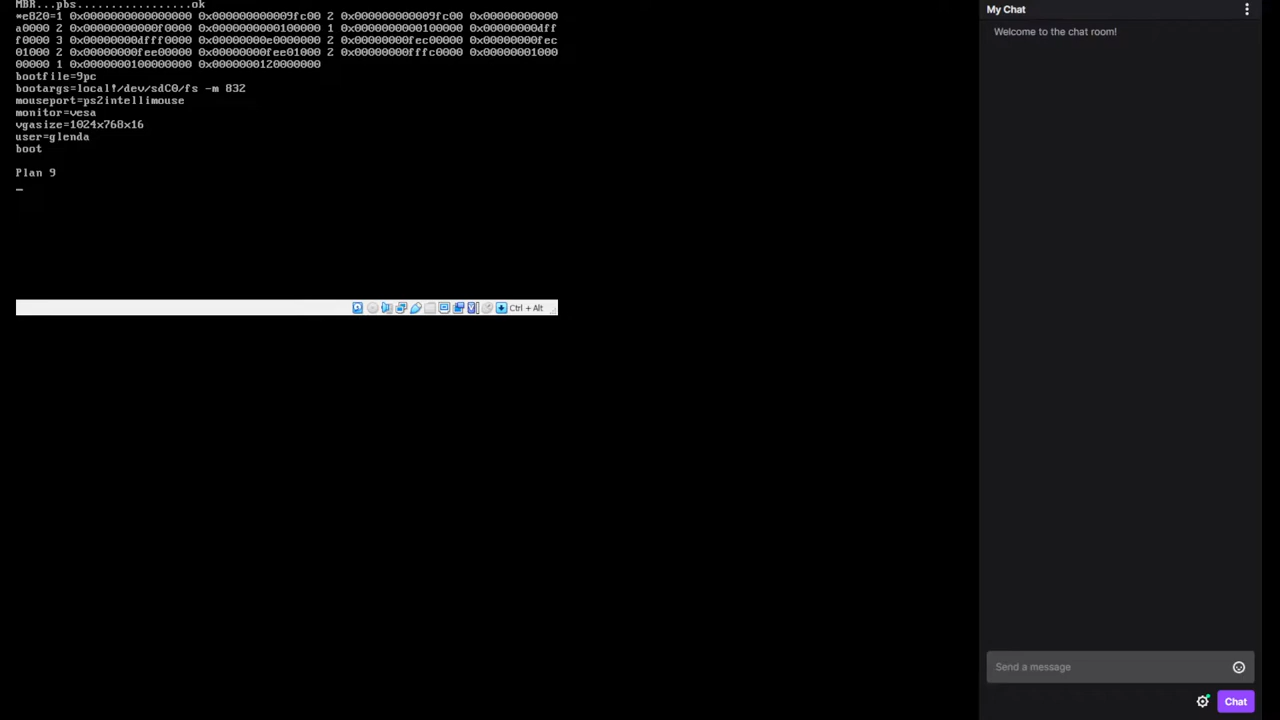 MBR...pbs.................ok
*e820=1 0x0000000000000000 0x000000000009fc00 2 0x000000000009fc00 0x00000000000
a0000 2 0x00000000000f0000 0x0000000000100000 1 0x0000000000100000 0x00000000dff
f0000 3 0x00000000dfff0000 0x00000000e0000000 2 0x00000000fec00000 0x00000000fec
01000 2 0x00000000fee00000 0x00000000fee01000 2 0x00000000fffc0000 0x00000001000
00000 1 0x0000000100000000 0x0000000120000000
bootfile=9pc
bootargs=local!/dev/sdC0/fs -m 832
mouseport=ps2intellimouse
monitor=vesa
vgasize=1024x768x16
user=glenda
boot
Plan 9
_
Ctrl + Alt
My Chat
Welcome to the chat room!
Send a message
Chat